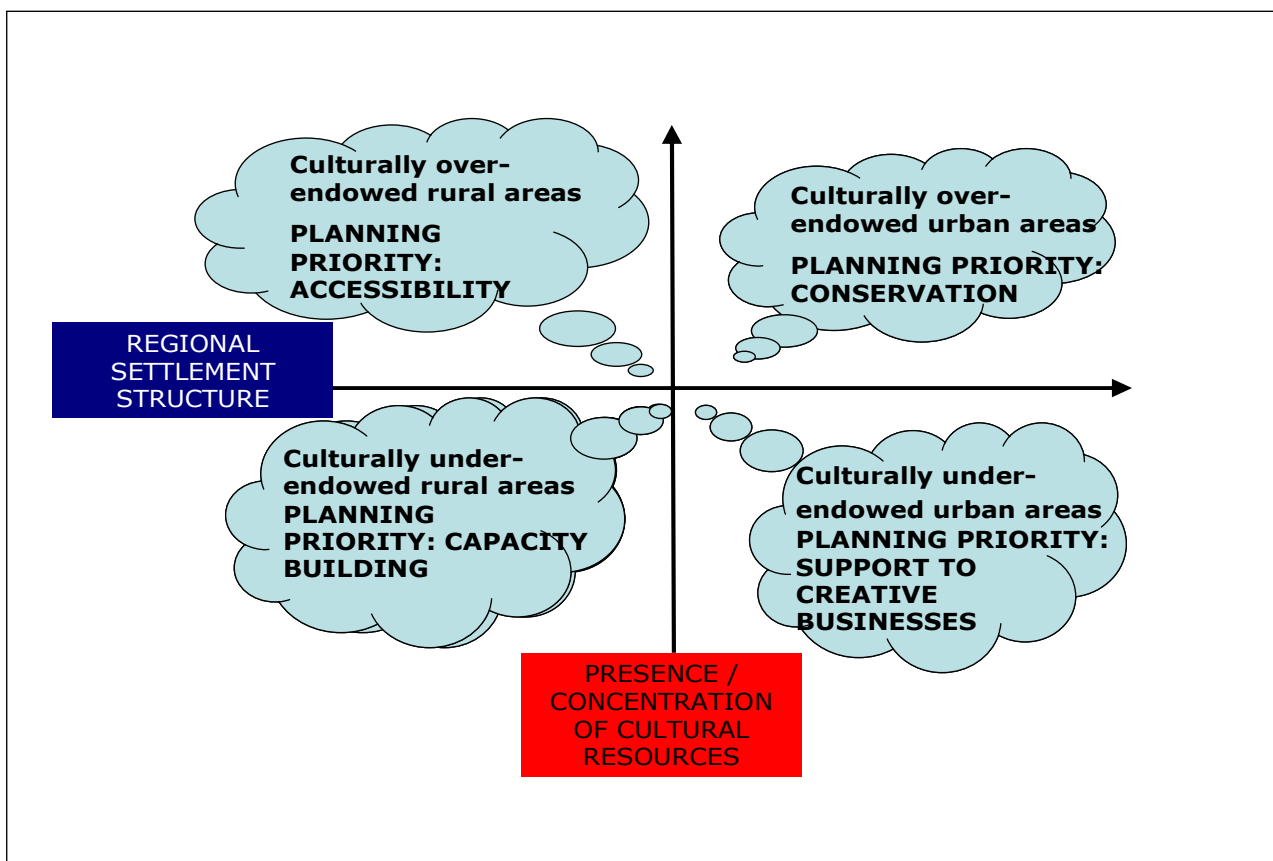 Culturally over-
endowed rural areas
PLANNING
PRIORITY:
ACCESSIBILITY
Culturally over-
endowed urban areas
PLANNING PRIORITY:
CONSERVATION
REGIONAL
SETTLEMENT
STRUCTURE
Culturally under-
endowed rural areas
PLANNING
PRIORITY: CAPACITY
BUILDING
Culturally under-
endowed urban areas
PLANNING PRIORITY:
SUPPORT TO
CREATIVE
BUSINESSES
PRESENCE /
CONCENTRATION
OF CULTURAL
RESOURCES